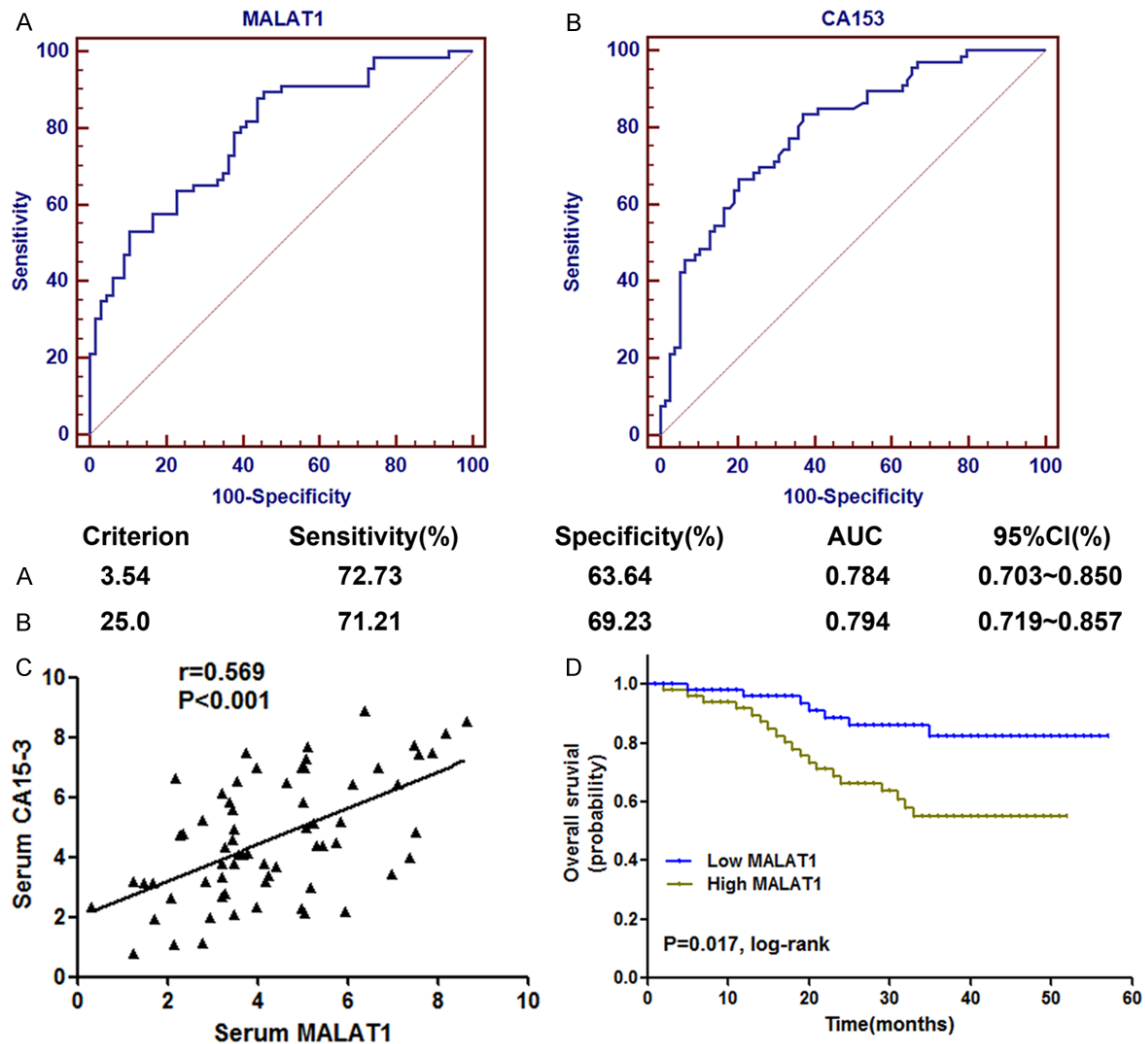 A
MALAT1
100
80
60
40
20
0
Sensitivity
0 20 40 60 80 100
100-Specificity
B
CA153
100
80
60
40
20
0
Sensitivity
0 20 40 60 80 100
100-Specificity
Criterion Sensitivity(%) Specificity(%) AUC 95%CI(%)
A 3.54 72.73 63.64 0.784 0.703~0.850
B 25.0 71.21 69.23 0.794 0.719~0.857
C
r=0.569
P<0.001
10
8
6
4
2
0
Serum CA15-3
0 2 4 6 8 10
Serum MALAT1
D
1.0
0.8
0.6
0.4
0.2
0.0
Overall sruvial
(probability)
Low MALAT1
High MALAT1
P=0.017, log-rank
0 10 20 30 40 50 60
Time(months)